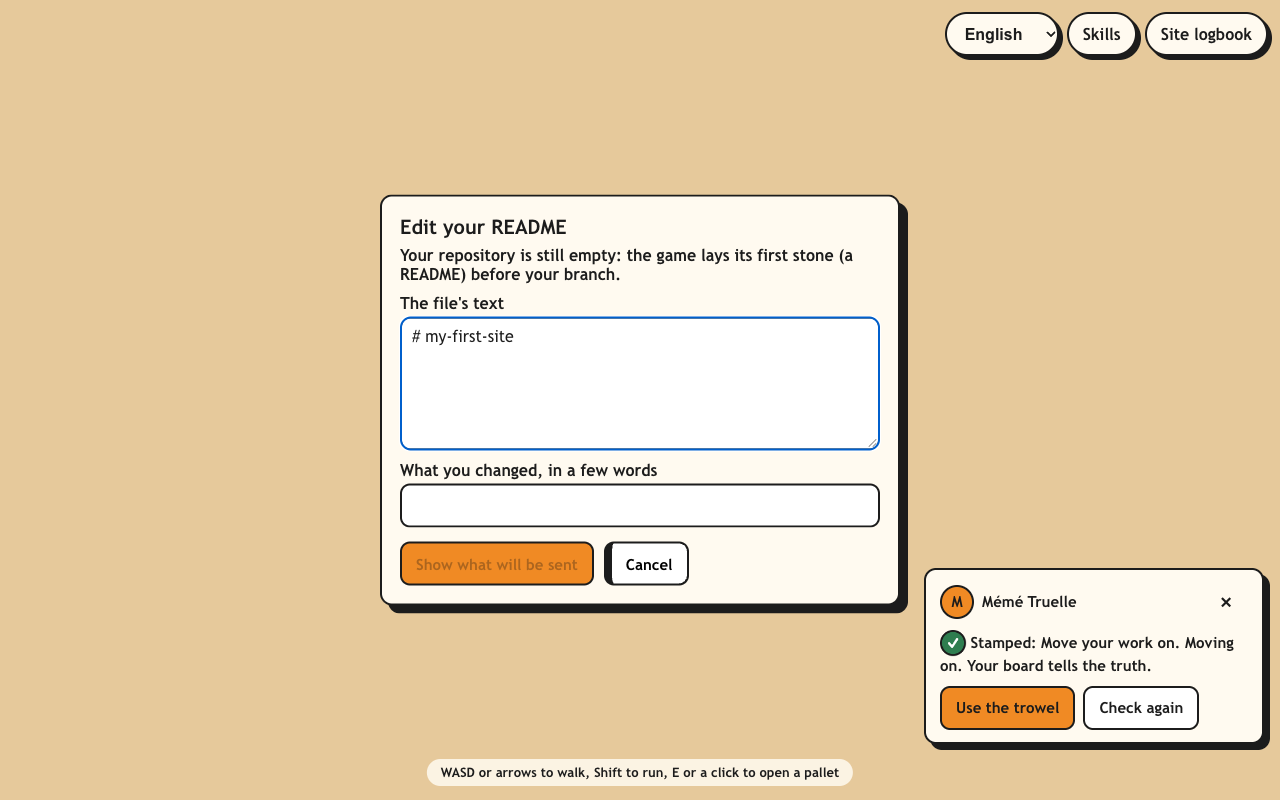 English
Skills
Site logbook
Edit your README
Your repository is still empty: the game lays its first stone (a
README) before your branch.
The file's text
# my-first-site
What you changed, in a few words
Show what will be sent
Cancel
M
Mémé Truelle
Stamped: Move your work on. Moving
on. Your board tells the truth.
Use the trowel
Check again
WASD or arrows to walk, Shift to run, E or a click to open a pallet